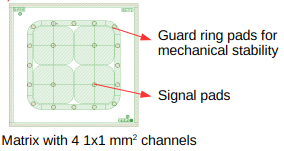 Guard ring pads for
mechanical stability
Signal pads
Matrix with 4 1x1 mm² channels